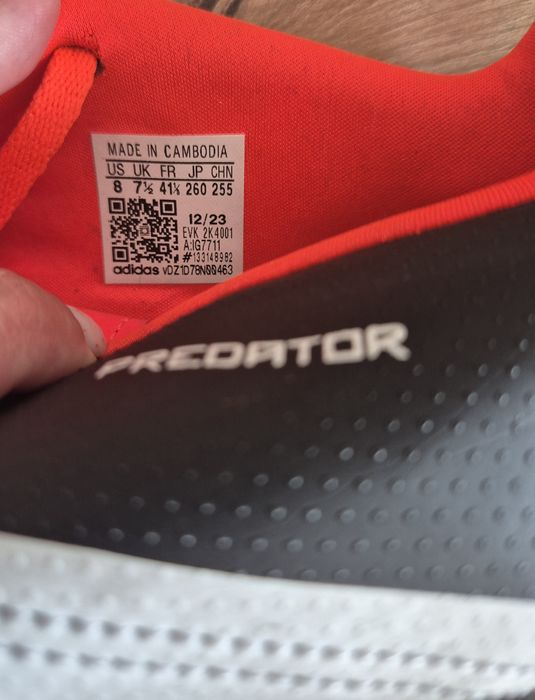 MADE IN CAMBODIA
US UK FR JP CHN
8 7½ 41⅓ 260 255
12/23
EVK 2K4001
A:IG7711
#133148982
adidas VDZ1D78N00463
PREDATOR